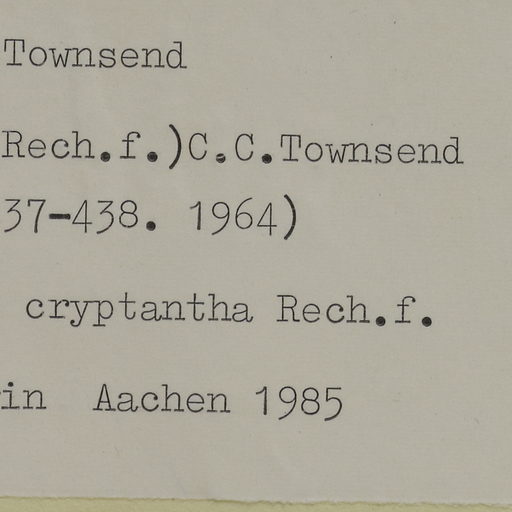 Townsend
Rech.f.)C.C.Townsend
37-438. 1964)
cryptantha Rech.f.
in Aachen 1985